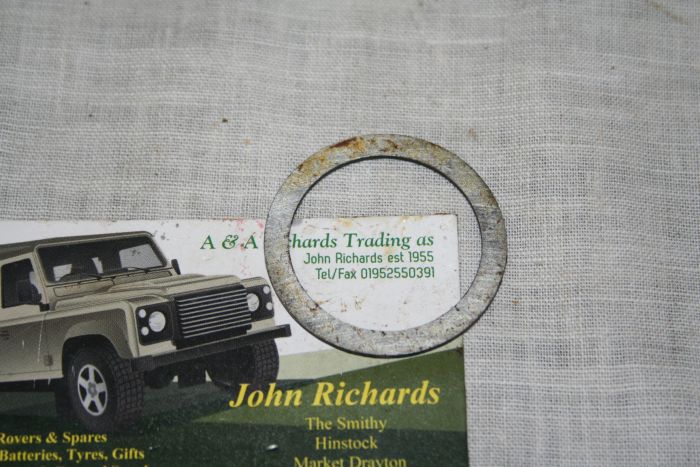 A & A hards Trading as
John Richards est 1955
Tel/Fax 01952550391
John Richards
The Smithy
Hinstock
Market Drayton
Rovers & Spares
Batteries, Tyres, Gifts